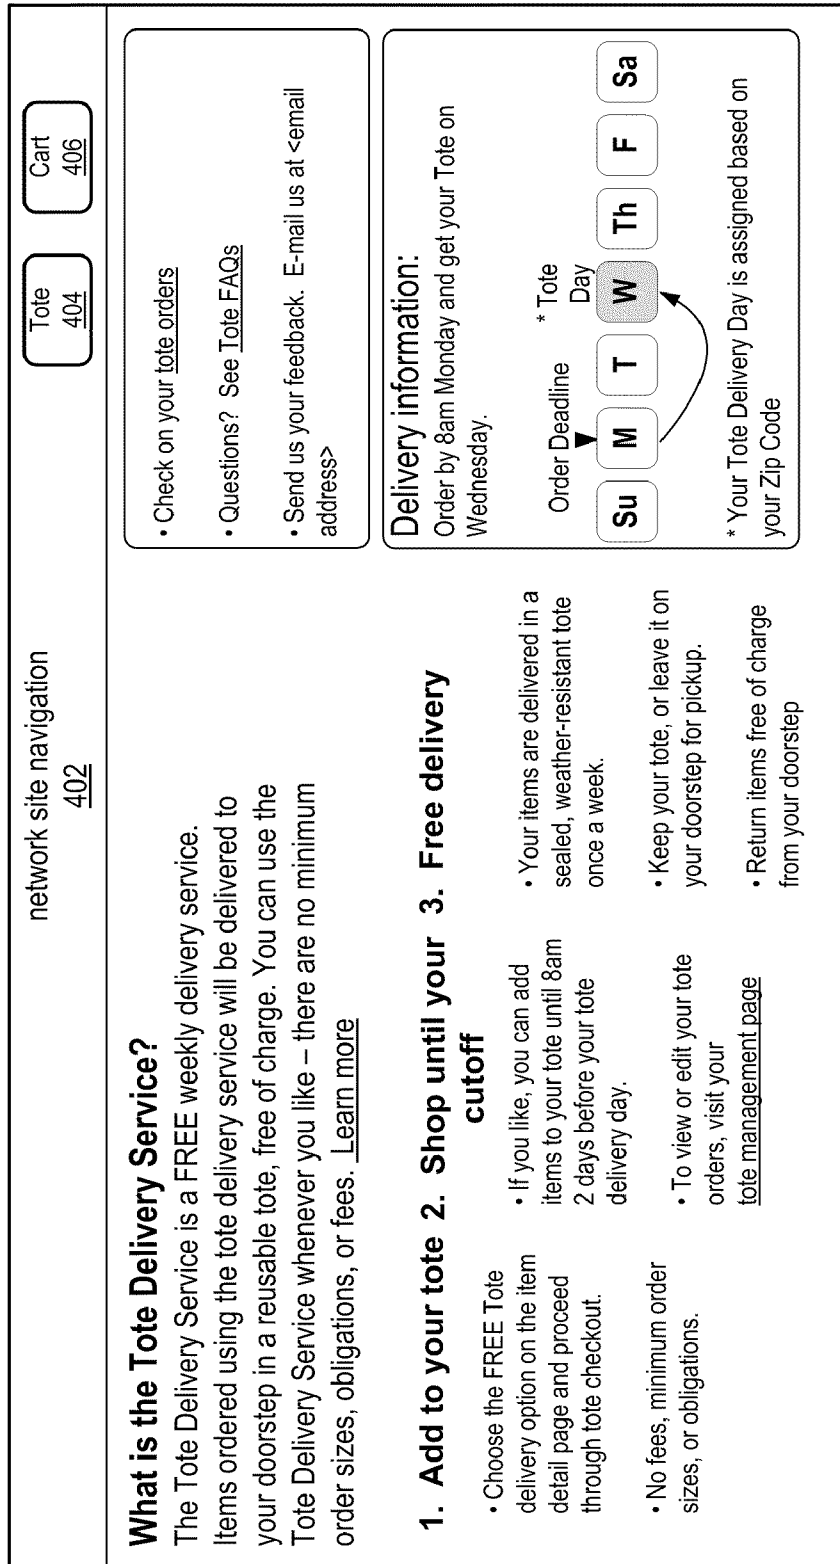 network site navigation
402
Tote
404
Cart
406
What is the Tote Delivery Service?
The Tote Delivery Service is a FREE weekly delivery service.
Items ordered using the tote delivery service will be delivered to
your doorstep in a reusable tote, free of charge. You can use the
Tote Delivery Service whenever you like – there are no minimum
order sizes, obligations, or fees. Learn more
1. Add to your tote
• Choose the FREE Tote
delivery option on the item
detail page and proceed
through tote checkout.
• No fees, minimum order
sizes, or obligations.
2. Shop until your
cutoff
• If you like, you can add
items to your tote until 8am
2 days before your tote
delivery day.
• To view or edit your tote
orders, visit your
tote management page
3. Free delivery
• Your items are delivered in a
sealed, weather-resistant tote
once a week.
• Keep your tote, or leave it on
your doorstep for pickup.
• Return items free of charge
from your doorstep
• Check on your tote orders
• Questons? See Tote FAQs
• Send us your feedback. E-mail us at <email
address>
Delivery information:
Order by 8am Monday and get your Tote on
Wednesday.
Order Deadline
* Tote
Day
Su M T W Th F Sa
* Your Tote Delivery Day is assigned based on
your Zip Code